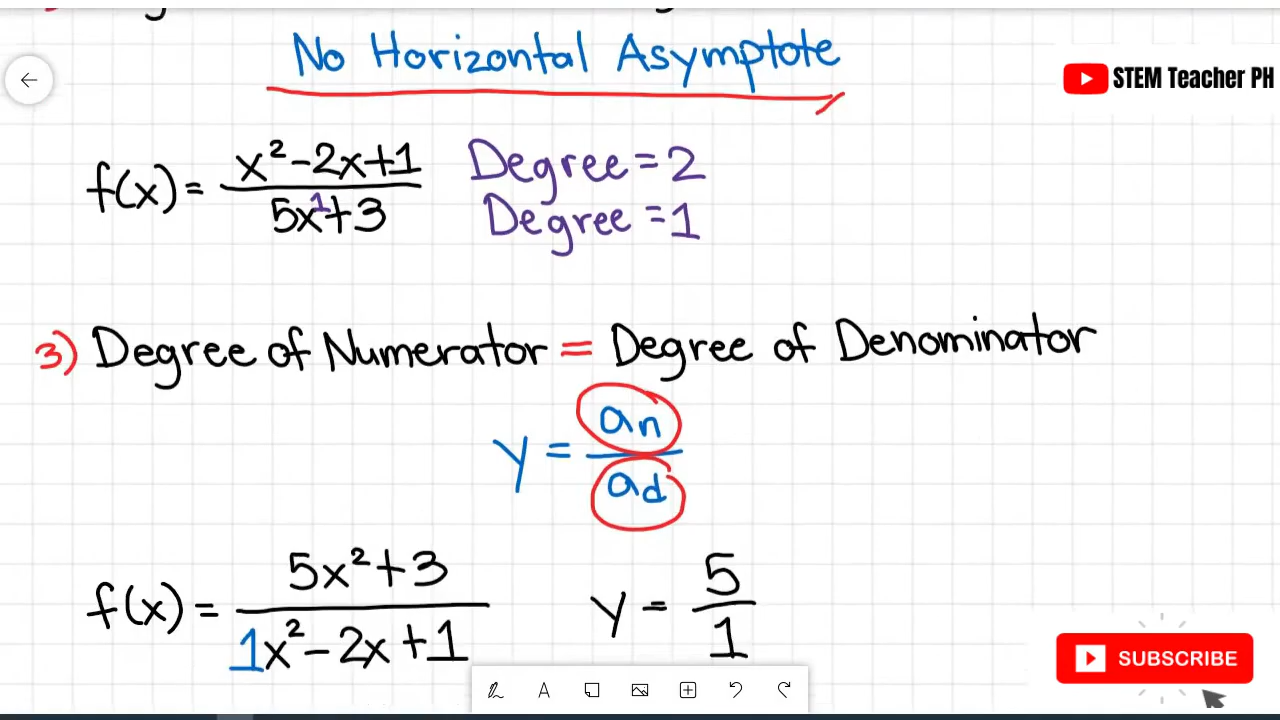 No Horizontal Asymptote
STEM Teacher PH
f(x) = x²-2x+1 / 5x¹+3
Degree = 2
Degree = 1
3) Degree of Numerator = Degree of Denominator
y = an / ad
f(x) = 5x²+3 / 1x²-2x+1
y = 5 / 1
A
SUBSCRIBE